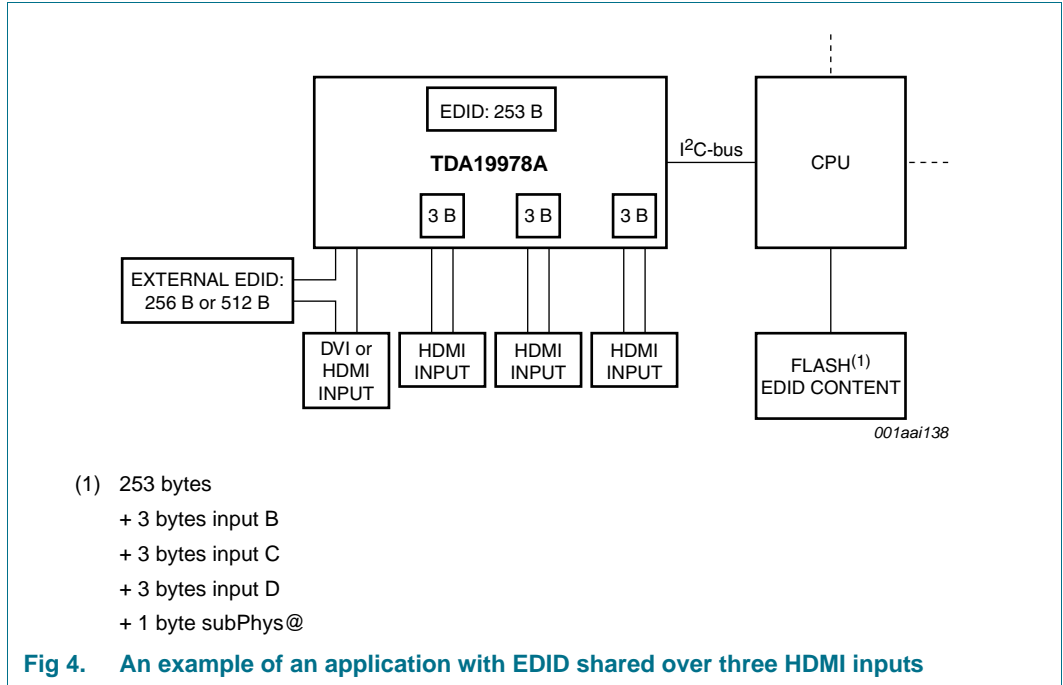 EDID: 253 B
TDA19978A
I2C-bus
CPU
3 B
3 B
3 B
EXTERNAL EDID:
256 B or 512 B
DVI or
HDMI
INPUT
HDMI
INPUT
HDMI
INPUT
HDMI
INPUT
FLASH(1)
EDID CONTENT
001aai138
(1) 253 bytes
+ 3 bytes input B
+ 3 bytes input C
+ 3 bytes input D
+ 1 byte subPhys@
Fig 4. An example of an application with EDID shared over three HDMI inputs